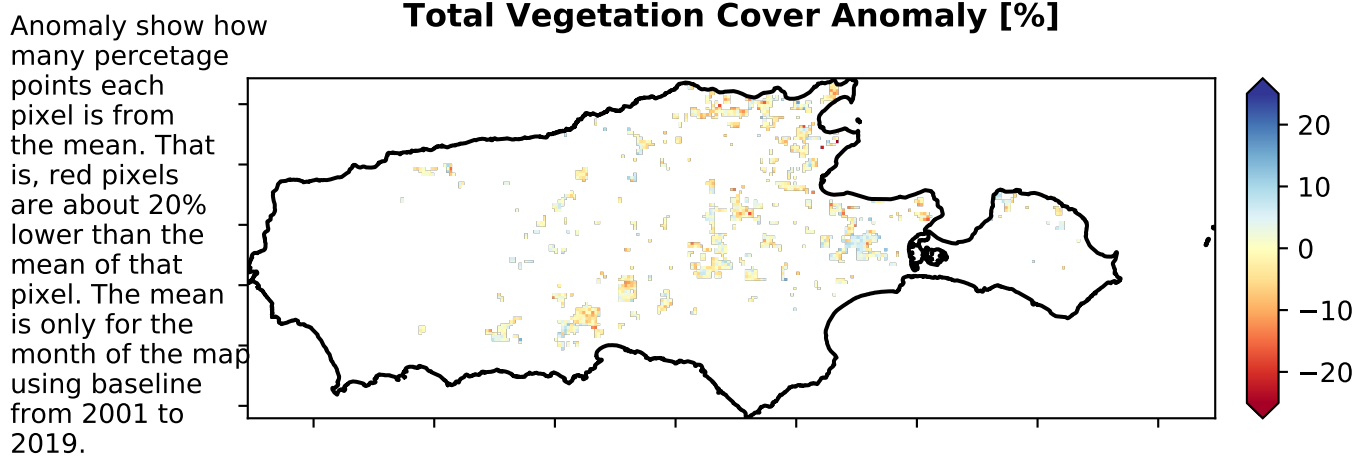 Total Vegetation Cover Anomaly [%]
Anomaly show how
many percetage
points each
pixel is from
the mean. That
is, red pixels
are about 20%
lower than the
mean of that
pixel. The mean
is only for the
month of the map
using baseline
from 2001 to
2019.
20
10
0
−10
−20